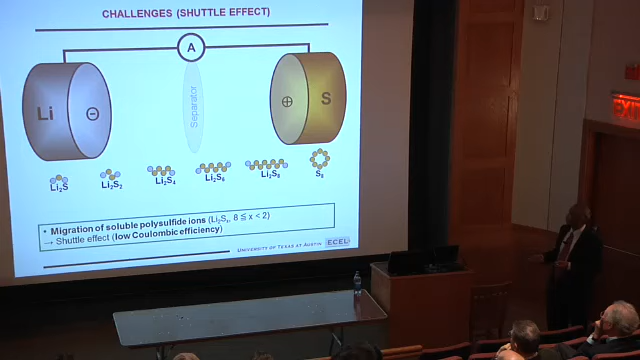 CHALLENGES (SHUTTLE EFFECT)
A
Li
⊖
Separator
⊕
S
Li₂S
Li₂S₂
Li₂S₄
Li₂S₆
Li₂S₈
S₈
• Migration of soluble polysulfide ions (Li₂Sₓ, 8 ≦ x < 2)
→ Shuttle effect (low Coulombic efficiency)
UNIVERSITY OF TEXAS AT AUSTIN
ECEL
EXIT